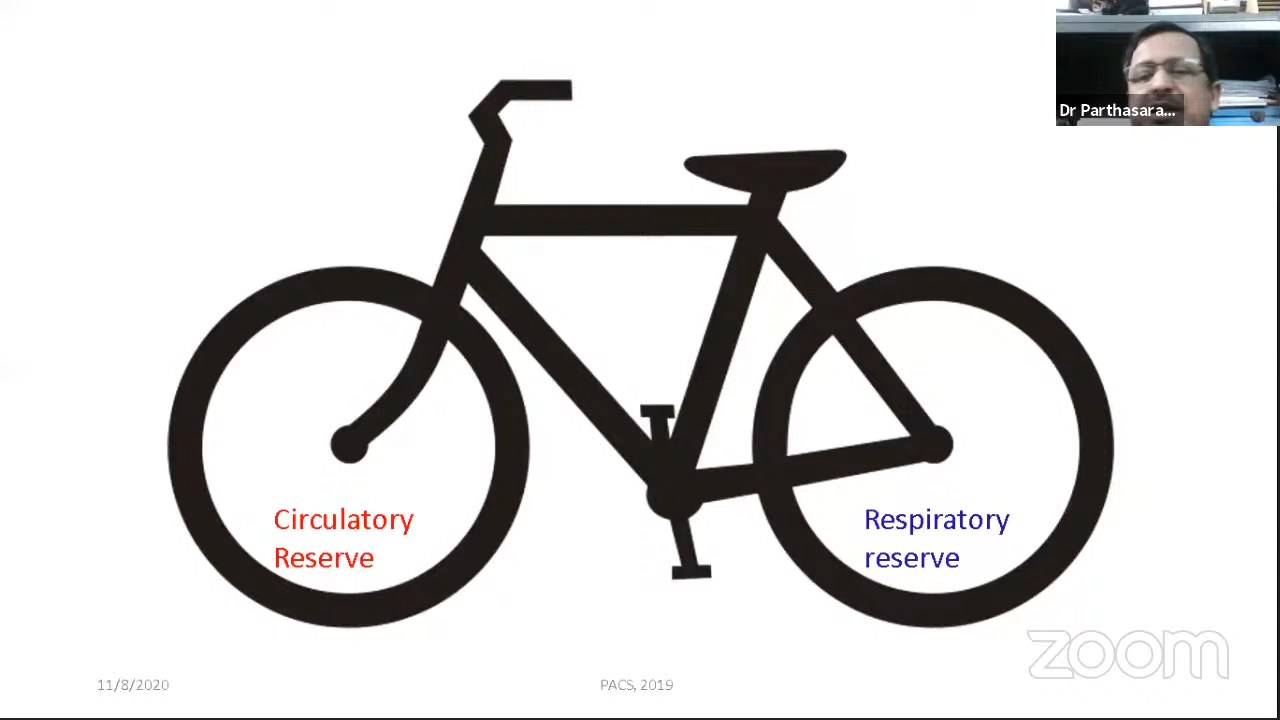 Dr Parthasara...
Circulatory
Reserve
Respiratory
reserve
zoom
11/8/2020
PACS, 2019